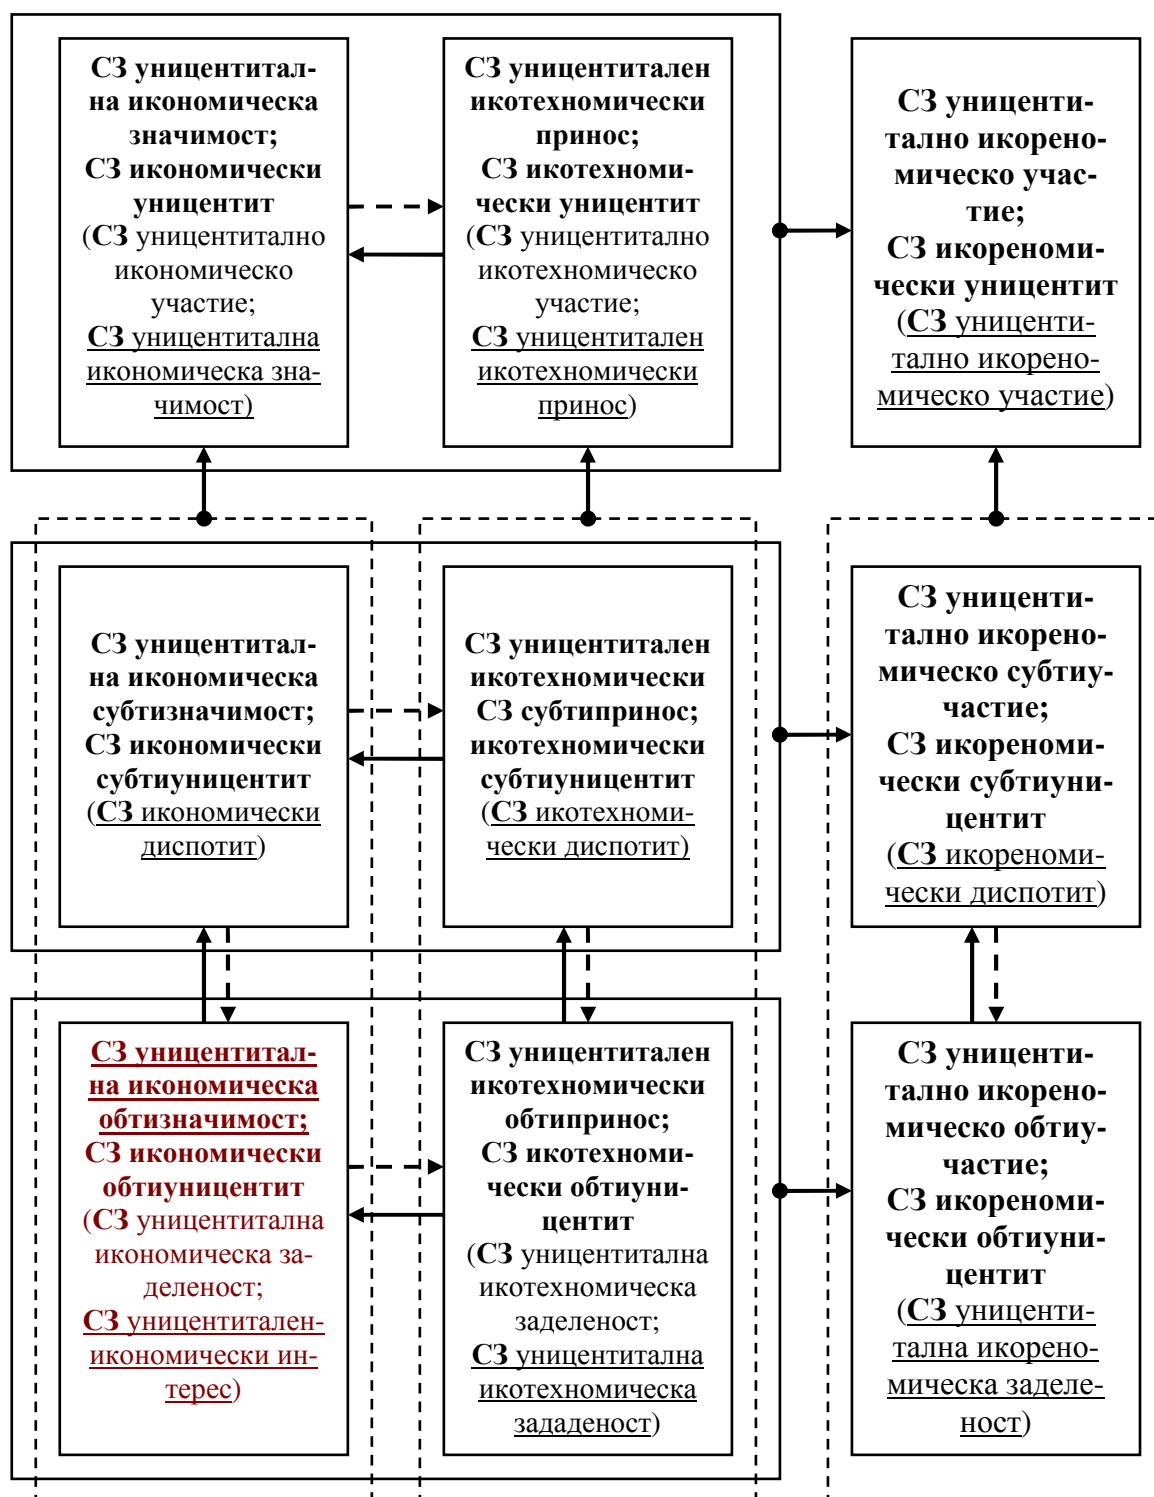 СЗ уницентитал-
на икономическа
значимост;
СЗ икономически
уницентит
(СЗ уницентитално
икономическо
участие;
СЗ уницентитална
икономическа зна-
чимост)
СЗ уницентитален
икотехномически
принос;
СЗ икотехноми-
чески уницентит
(СЗ уницентитално
икотехномическо
участие;
СЗ уницентитален
икотехномически
принос)
СЗ униценти-
тално икорено-
мическо учас-
тие;
СЗ икореноми-
чески уницентит
(СЗ униценти-
тално икорено-
мическо участие)
СЗ уницентитал-
на икономическа
субтизначимост;
СЗ икономически
субтиуницентит
(СЗ икономически
диспотит)
СЗ уницентитален
икотехномически
СЗ субтипринос;
икотехномически
субтиуницентит
(СЗ икотехноми-
чески диспотит)
СЗ униценти-
тално икорено-
мическо субтиу-
частие;
СЗ икореноми-
чески субтиуни-
центит
(СЗ икореноми-
чески диспотит)
СЗ уницентитал-
на икономическа
обтизначимост;
СЗ икономически
обтиуницентит
(СЗ уницентитална
икономическа за-
деленост;
СЗ уницентитален-
икономически ин-
терес)
СЗ уницентитален
икотехномически
обтипринос;
СЗ икотехноми-
чески обтиуни-
центит
(СЗ уницентитална
икотехномическа
заделеност;
СЗ уницентитална
икотехномическа
зададеност)
СЗ униценти-
тално икорено-
мическо обтиу-
частие;
СЗ икореноми-
чески обтиуни-
центит
(СЗ униценти-
тална икорено-
мическа заделе-
ност)